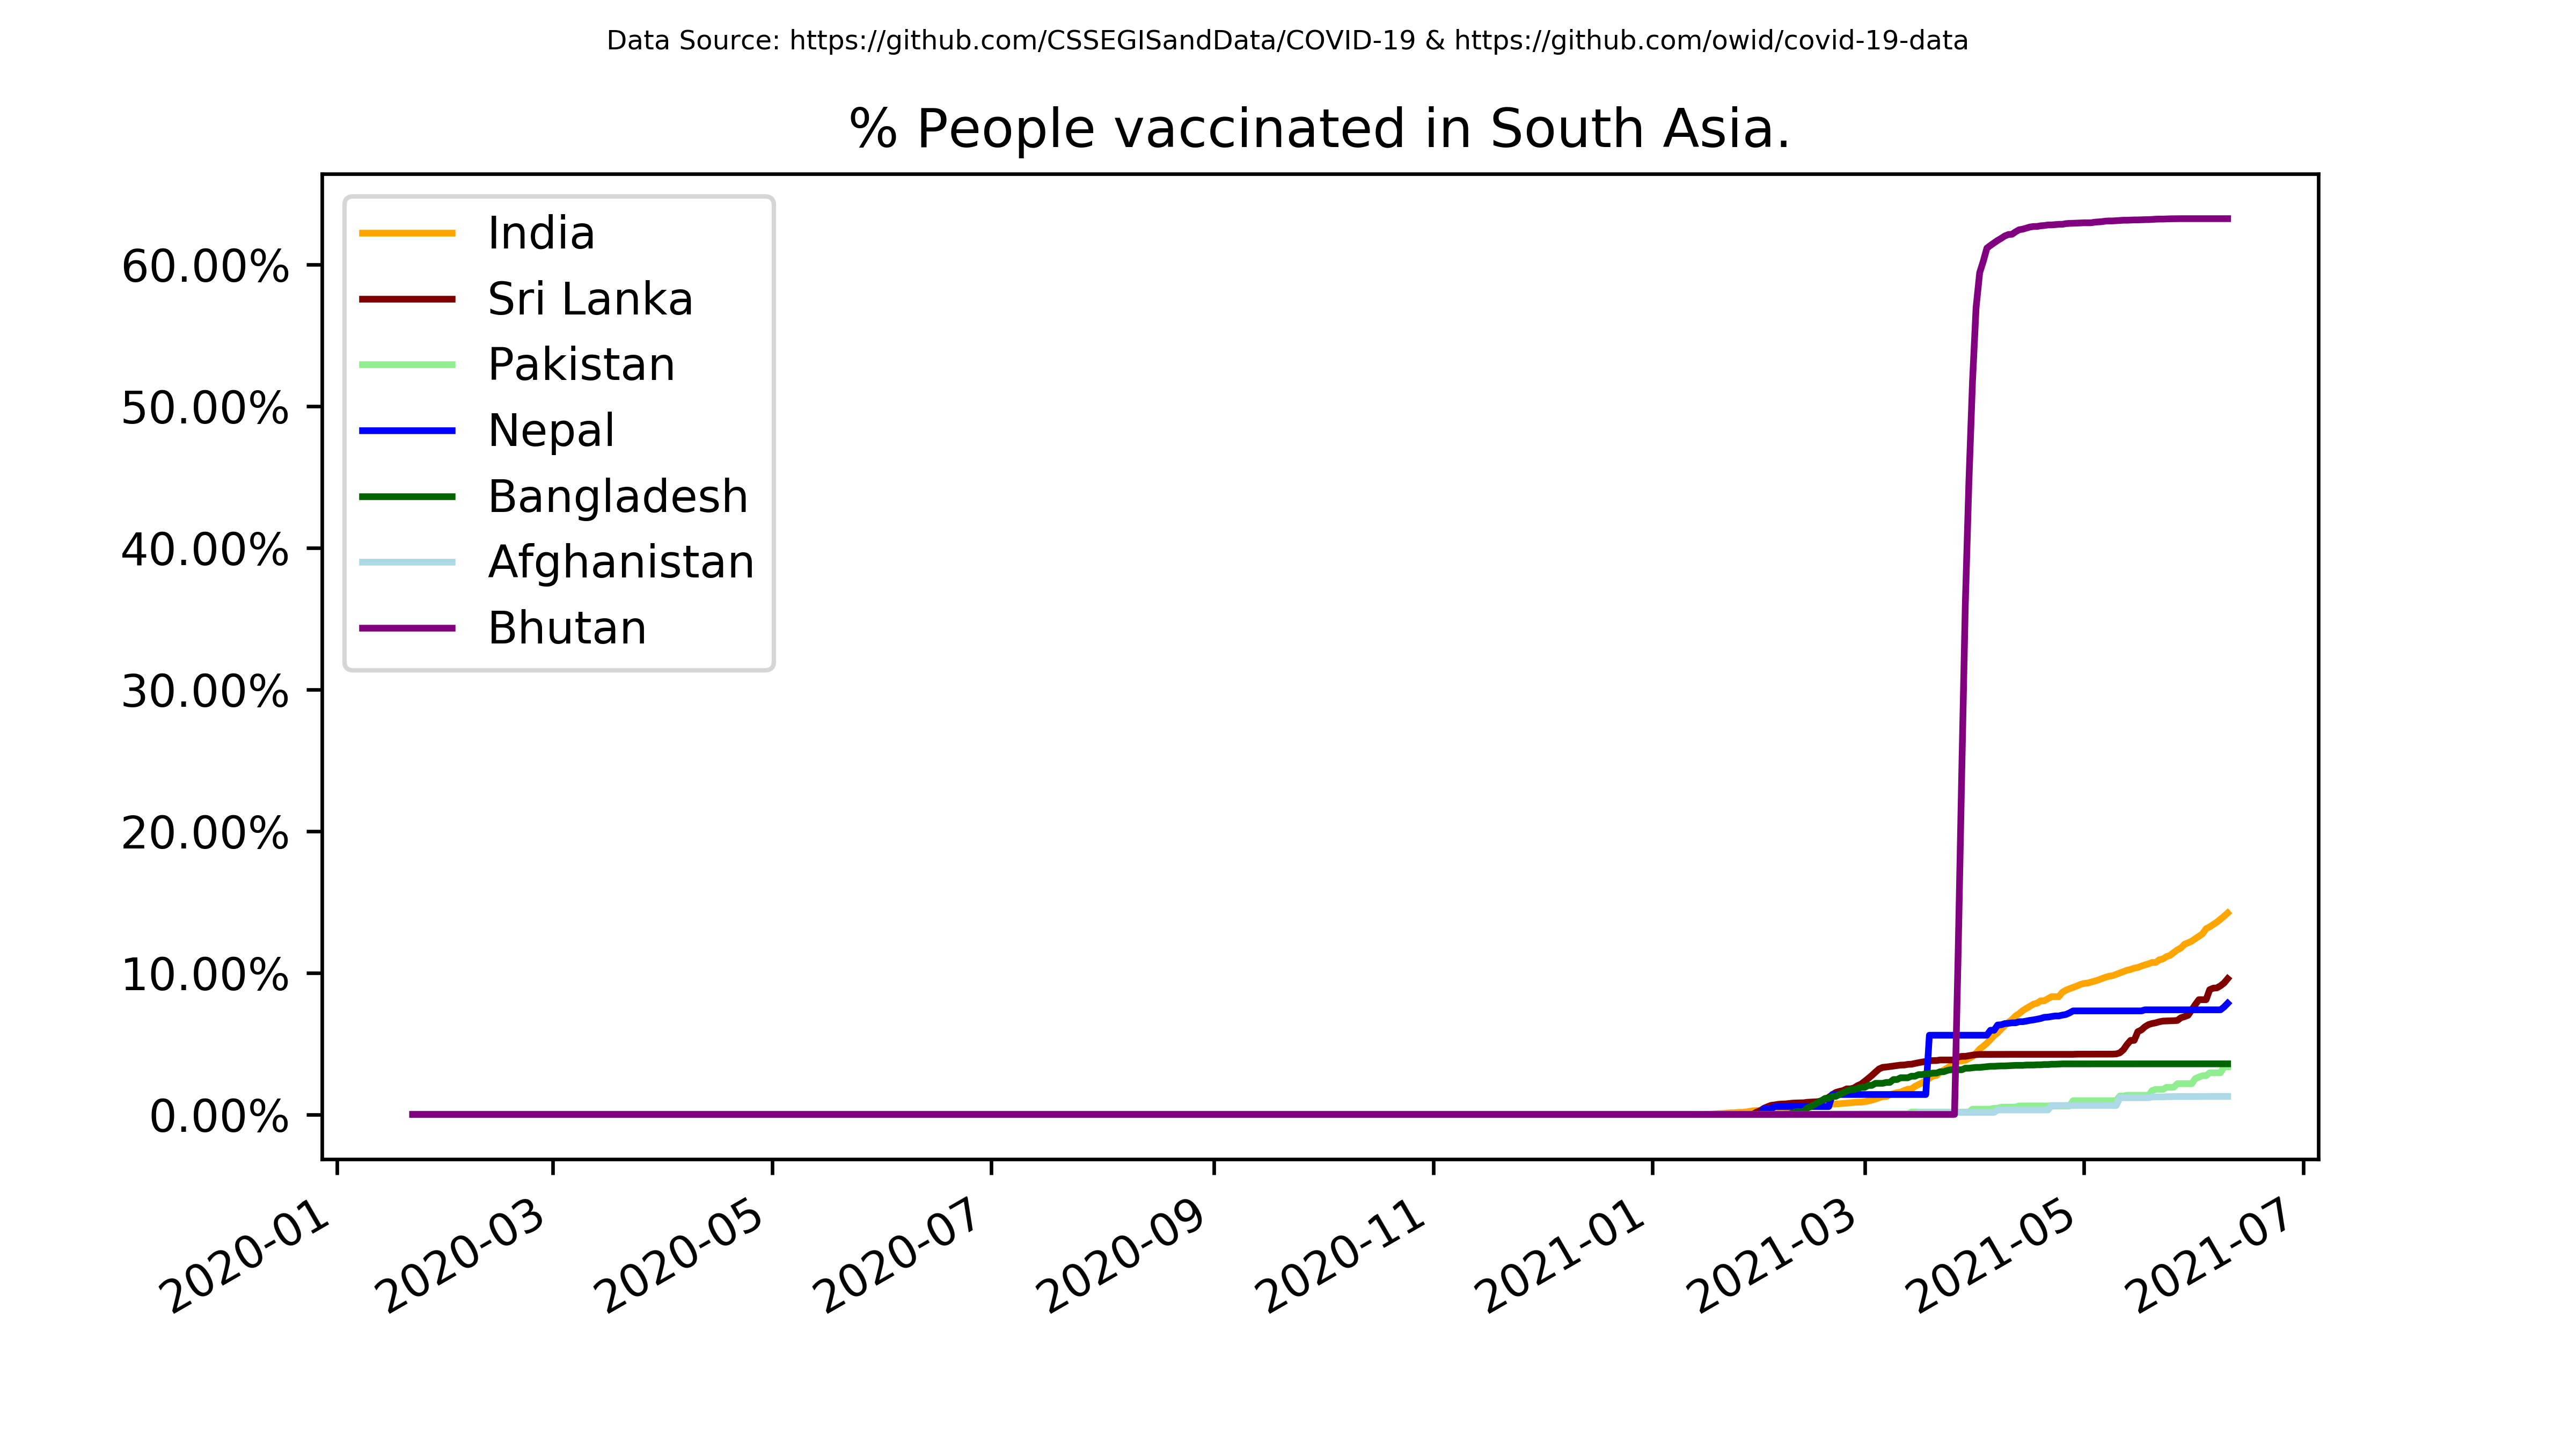 Data Source: https://github.com/CSSEGISandData/COVID-19 & https://github.com/owid/covid-19-data
% People vaccinated in South Asia.
India
Sri Lanka
Pakistan
Nepal
Bangladesh
Afghanistan
Bhutan
60.00%
50.00%
40.00%
30.00%
20.00%
10.00%
0.00%
2020-01
2020-03
2020-05
2020-07
2020-09
2020-11
2021-01
2021-03
2021-05
2021-07